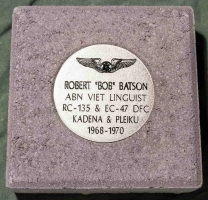 ROBERT "BOB" BATSON
ABN VIET LINGUIST
RC-135 & EC-47 DFC
KADENA & PLEIKU
1968-1970